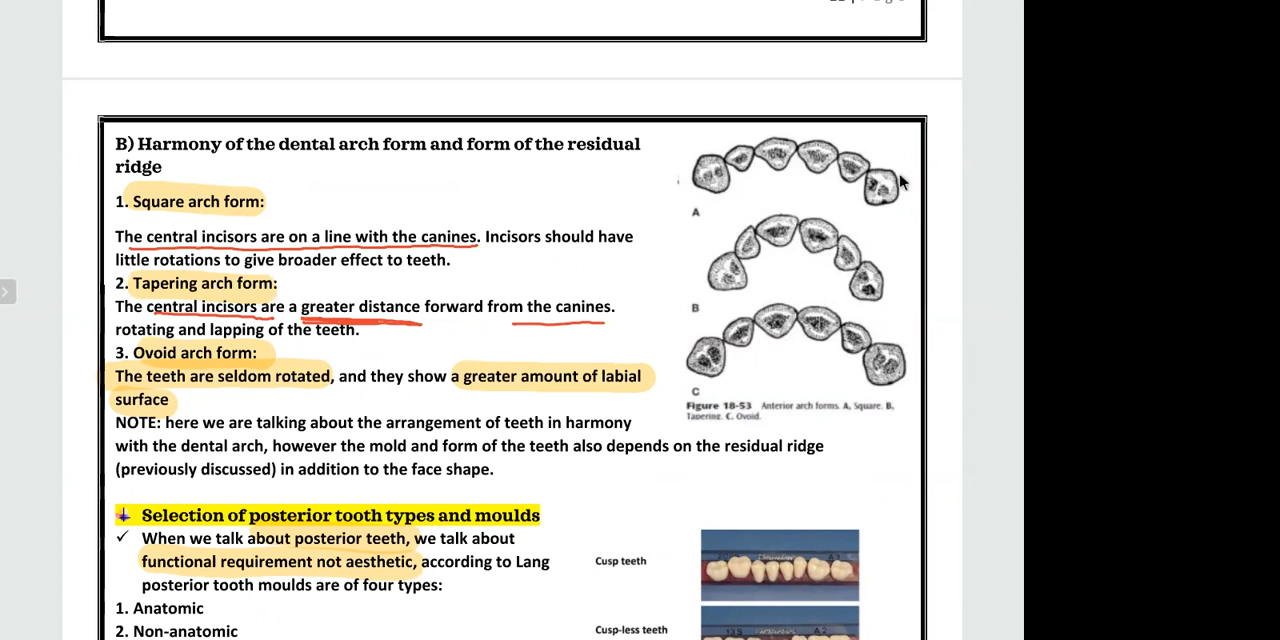 B) Harmony of the dental arch form and form of the residual
ridge
1. Square arch form:
The central incisors are on a line with the canines. Incisors should have
little rotations to give broader effect to teeth.
2. Tapering arch form:
The central incisors are a greater distance forward from the canines.
rotating and lapping of the teeth.
3. Ovoid arch form:
The teeth are seldom rotated, and they show a greater amount of labial
surface
NOTE: here we are talking about the arrangement of teeth in harmony
with the dental arch, however the mold and form of the teeth also depends on the residual ridge
(previously discussed) in addition to the face shape.
A
B
C
Figure 18-53 Anterior arch forms. A, Square. B,
Tapering. C. Ovoid.
Selection of posterior tooth types and moulds
✓ When we talk about posterior teeth, we talk about
functional requirement not aesthetic, according to Lang
posterior tooth moulds are of four types:
1. Anatomic
2. Non-anatomic
Cusp teeth
Cusp-less teeth